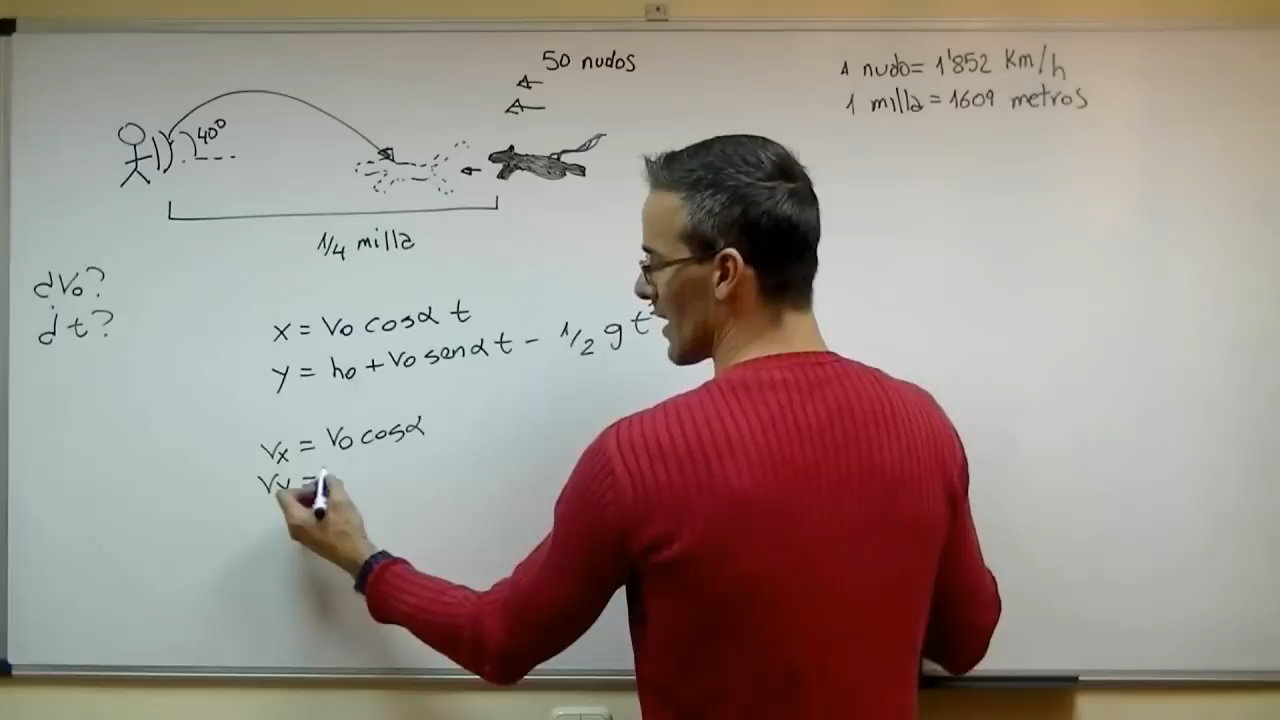 50 nudos
1 nudo = 1'852 Km/h
1 milla = 1609 metros
40º
1/4 milla
¿V₀?
¿t?
x = V₀ cosα t
y = h₀ + V₀ senα t - 1/2 g t
Vx = V₀ cosα
Vy =